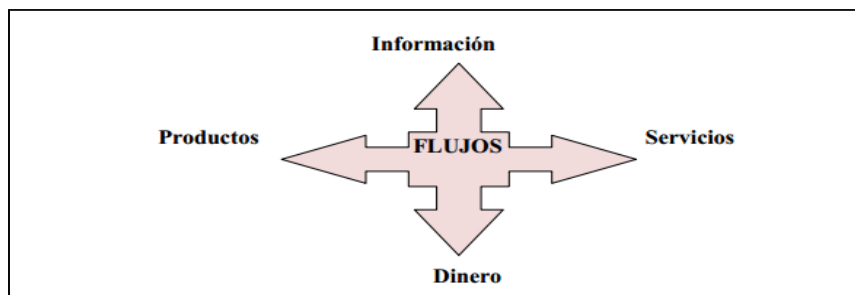 Información
Productos
FLUJOS
Servicios
Dinero